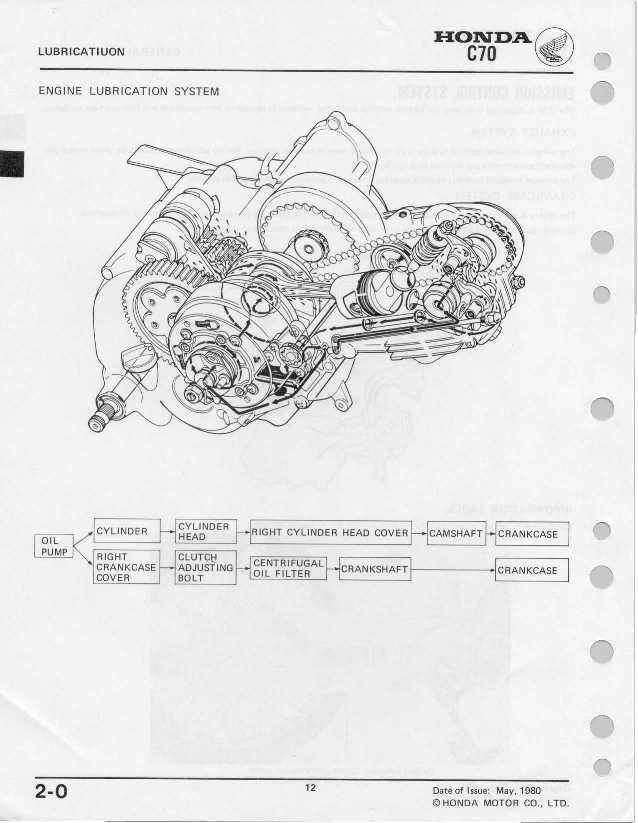 LUBRICATIUON
HONDA
C70
ENGINE LUBRICATION SYSTEM
OIL
PUMP
CYLINDER
CYLINDER
HEAD
RIGHT CYLINDER HEAD COVER
CAMSHAFT
CRANKCASE
RIGHT
CRANKCASE
COVER
CLUTCH
ADJUSTING
BOLT
CENTRIFUGAL
OIL FILTER
CRANKSHAFT
CRANKCASE
2-0
12
Date of Issue: May, 1980
© HONDA MOTOR CO., LTD.